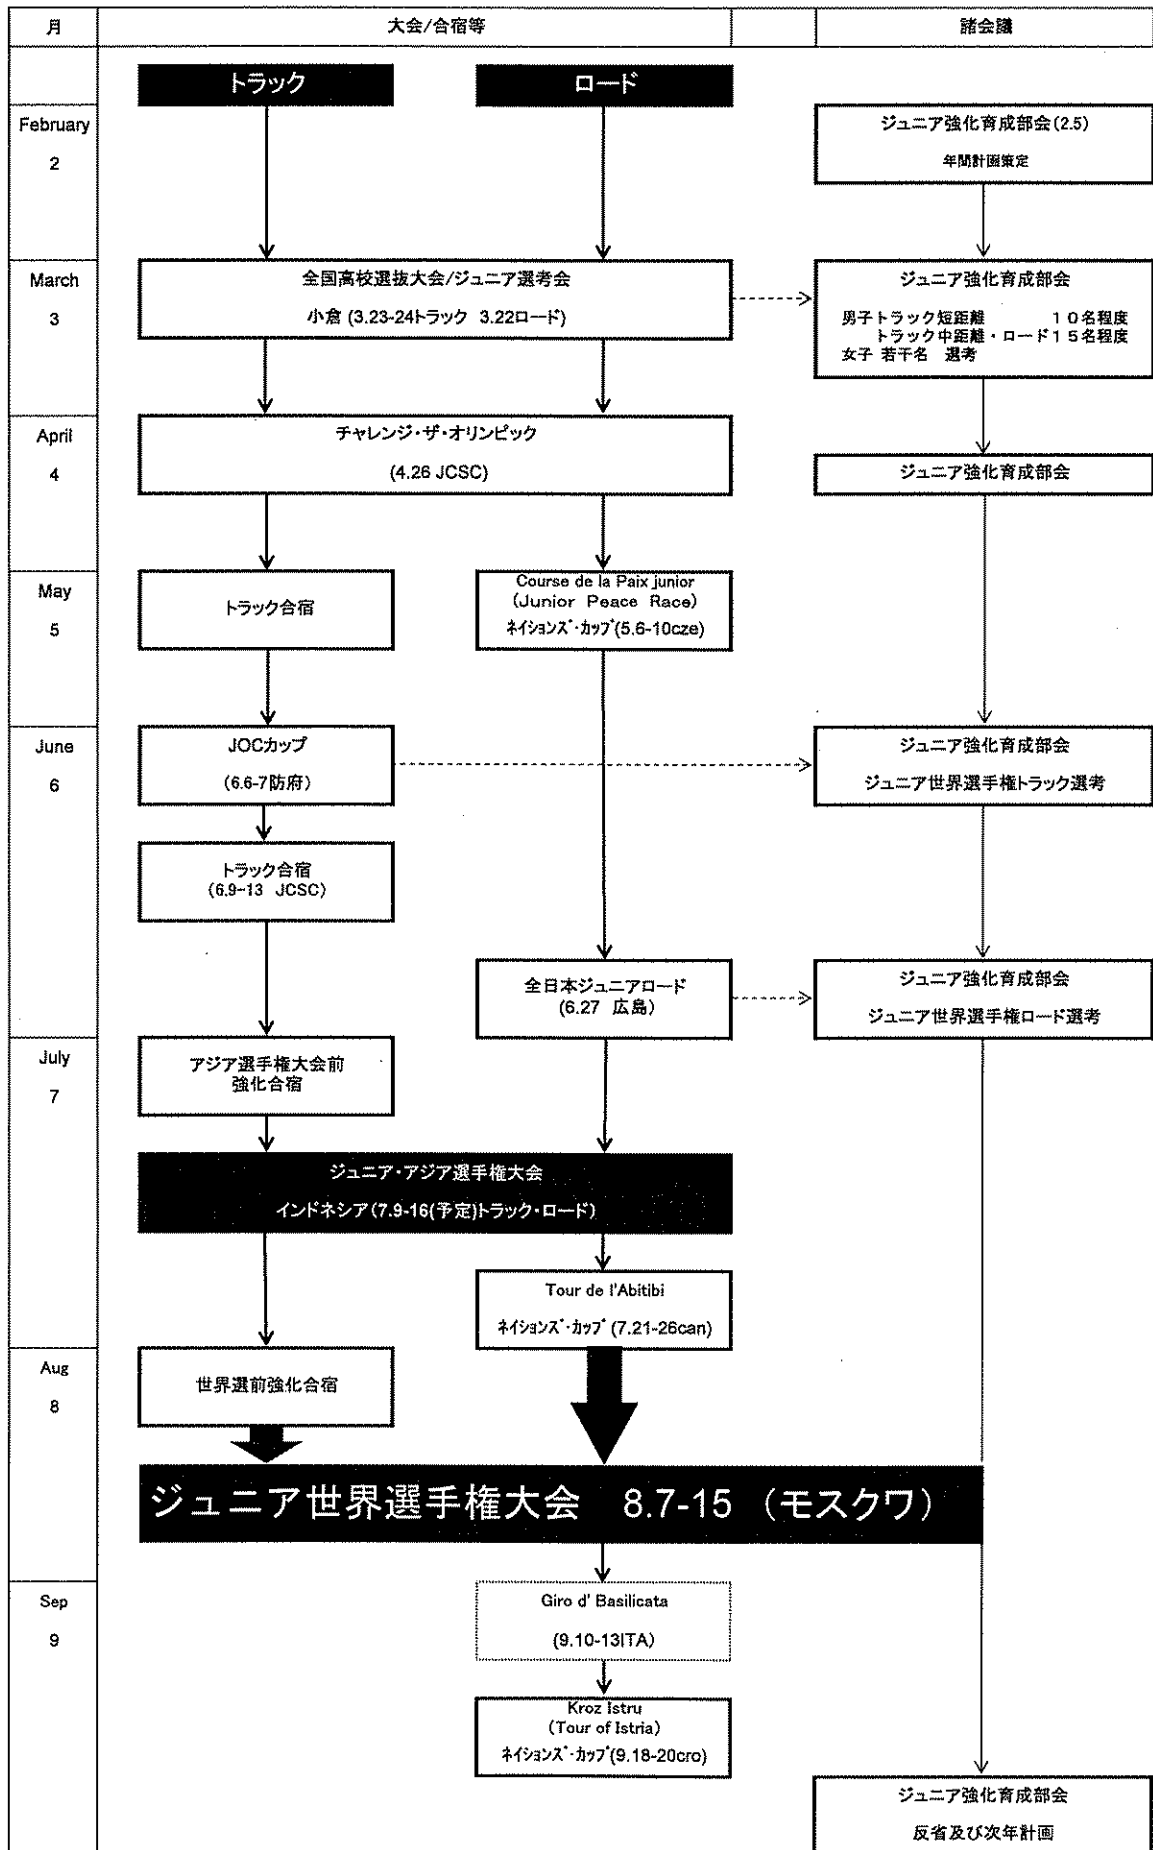 月
大会/合宿等
諸会議
トラック
ロード
February
2
ジュニア強化育成部会(2.5)
年間計画策定
March
3
全国高校選抜大会/ジュニア選考会
小倉 (3.23-24トラック 3.22ロード)
ジュニア強化育成部会
男子トラック短距離 10名程度
トラック中距離・ロード15名程度
女子 若干名 選考
April
4
チャレンジ・ザ・オリンピック
(4.26 JCSC)
ジュニア強化育成部会
May
5
トラック合宿
Course de la Paix junior
(Junior Peace Race)
ネイションズ・カップ(5.6-10cze)
June
6
JOCカップ
(6.6-7防府)
ジュニア強化育成部会
ジュニア世界選手権トラック選考
トラック合宿
(6.9-13 JCSC)
全日本ジュニアロード
(6.27 広島)
ジュニア強化育成部会
ジュニア世界選手権ロード選考
July
7
アジア選手権大会前
強化合宿
ジュニア・アジア選手権大会
インドネシア(7.9-16(予定)トラック・ロード)
Tour de l'Abitibi
ネイションズ・カップ(7.21-26can)
Aug
8
世界選前強化合宿
ジュニア世界選手権大会 8.7-15 (モスクワ)
Sep
9
Giro d' Basilicata
(9.10-13ITA)
Kroz Istru
(Tour of Istria)
ネイションズ・カップ(9.18-20cro)
ジュニア強化育成部会
反省及び次年計画